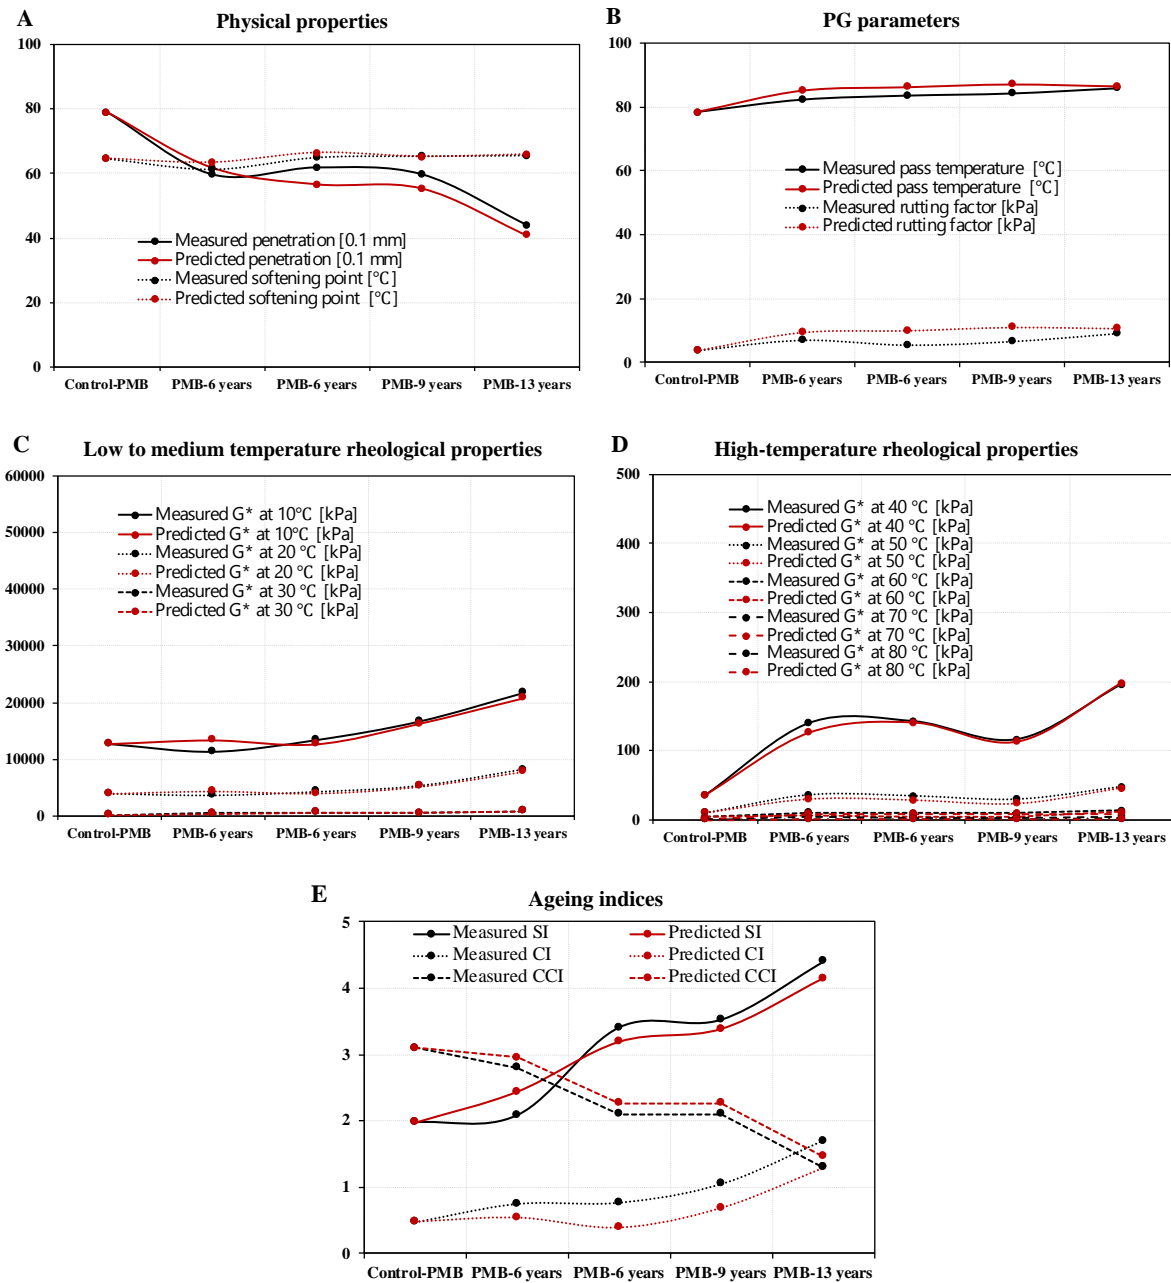 A
Physical properties
100
80
60
40
20
0
Measured penetration [0.1 mm]
Predicted penetration [0.1 mm]
Measured softening point [°C]
Predicted softening point [°C]
Control-PMB PMB-6 years PMB-6 years PMB-9 years PMB-13 years
B
PG parameters
100
80
60
40
20
0
Measured pass temperature [°C]
Predicted pass temperature [°C]
Measured rutting factor [kPa]
Predicted rutting factor [kPa]
Control-PMB PMB-6 years PMB-6 years PMB-9 years PMB-13 years
C
Low to medium temperature rheological properties
60000
50000
40000
30000
20000
10000
0
Measured G* at 10°C [kPa]
Predicted G* at 10°C [kPa]
Measured G* at 20 °C [kPa]
Predicted G* at 20 °C [kPa]
Measured G* at 30 °C [kPa]
Predicted G* at 30 °C [kPa]
Control-PMB PMB-6 years PMB-6 years PMB-9 years PMB-13 years
D
High-temperature rheological properties
500
400
300
200
100
0
Measured G* at 40 °C [kPa]
Predicted G* at 40 °C [kPa]
Measured G* at 50 °C [kPa]
Predicted G* at 50 °C [kPa]
Measured G* at 60 °C [kPa]
Predicted G* at 60 °C [kPa]
Measured G* at 70 °C [kPa]
Predicted G* at 70 °C [kPa]
Measured G* at 80 °C [kPa]
Predicted G* at 80 °C [kPa]
Control-PMB PMB-6 years PMB-6 years PMB-9 years PMB-13 years
E
Ageing indices
5
4
3
2
1
0
Measured SI Predicted SI
Measured CI Predicted CI
Measured CCI Predicted CCI
Control-PMB PMB-6 years PMB-6 years PMB-9 years PMB-13 years